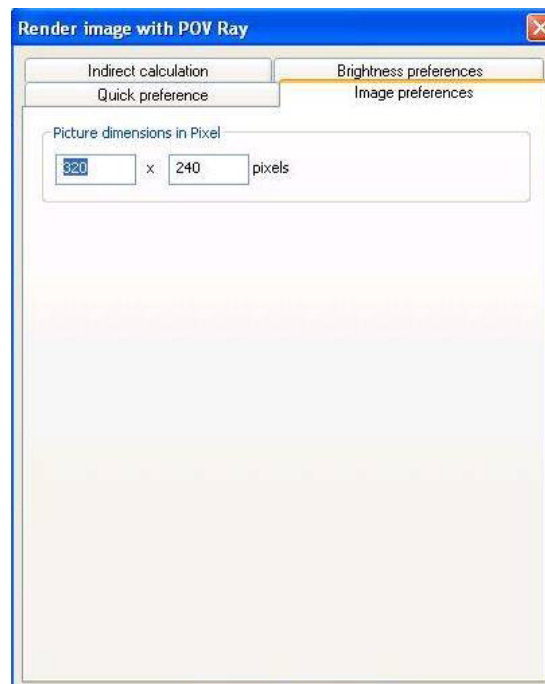 Render image with POV Ray
Indirect calculation Brightness preferences
Quick preference Image preferences
Picture dimensions in Pixel
320 x 240 pixels